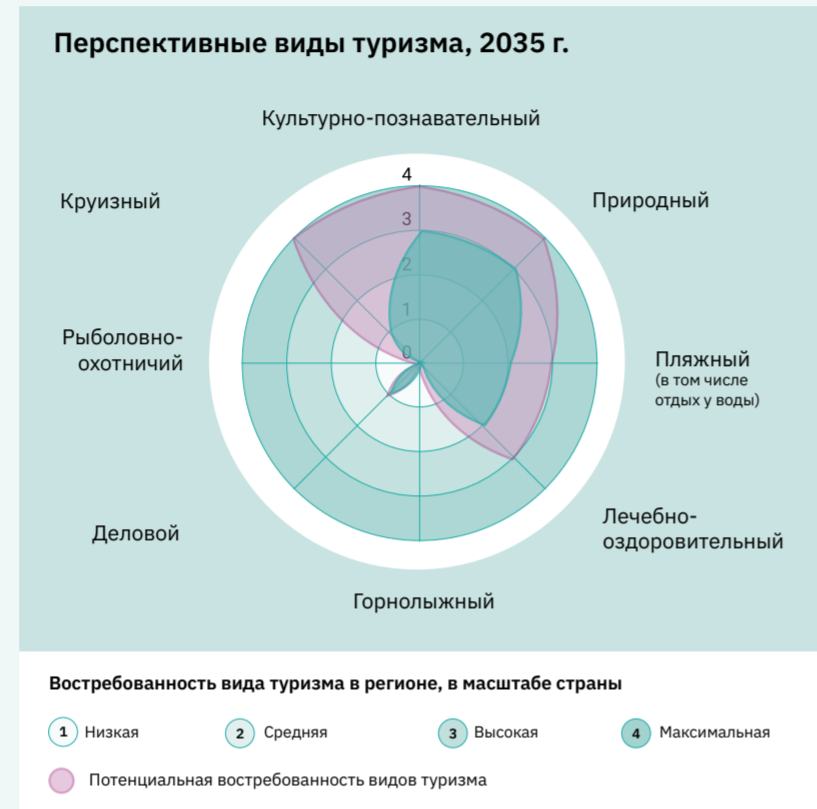 Перспективные виды туризма, 2035 г.
Культурно-познавательный
Круизный
Природный
4
3
2
1
0
Рыболовно-
охотничий
Пляжный
(в том числе
отдых у воды)
Деловой
Лечебно-
оздоровительный
Горнолыжный
Востребованность вида туризма в регионе, в масштабе страны
1 Низкая 2 Средняя 3 Высокая 4 Максимальная
Потенциальная востребованность видов туризма